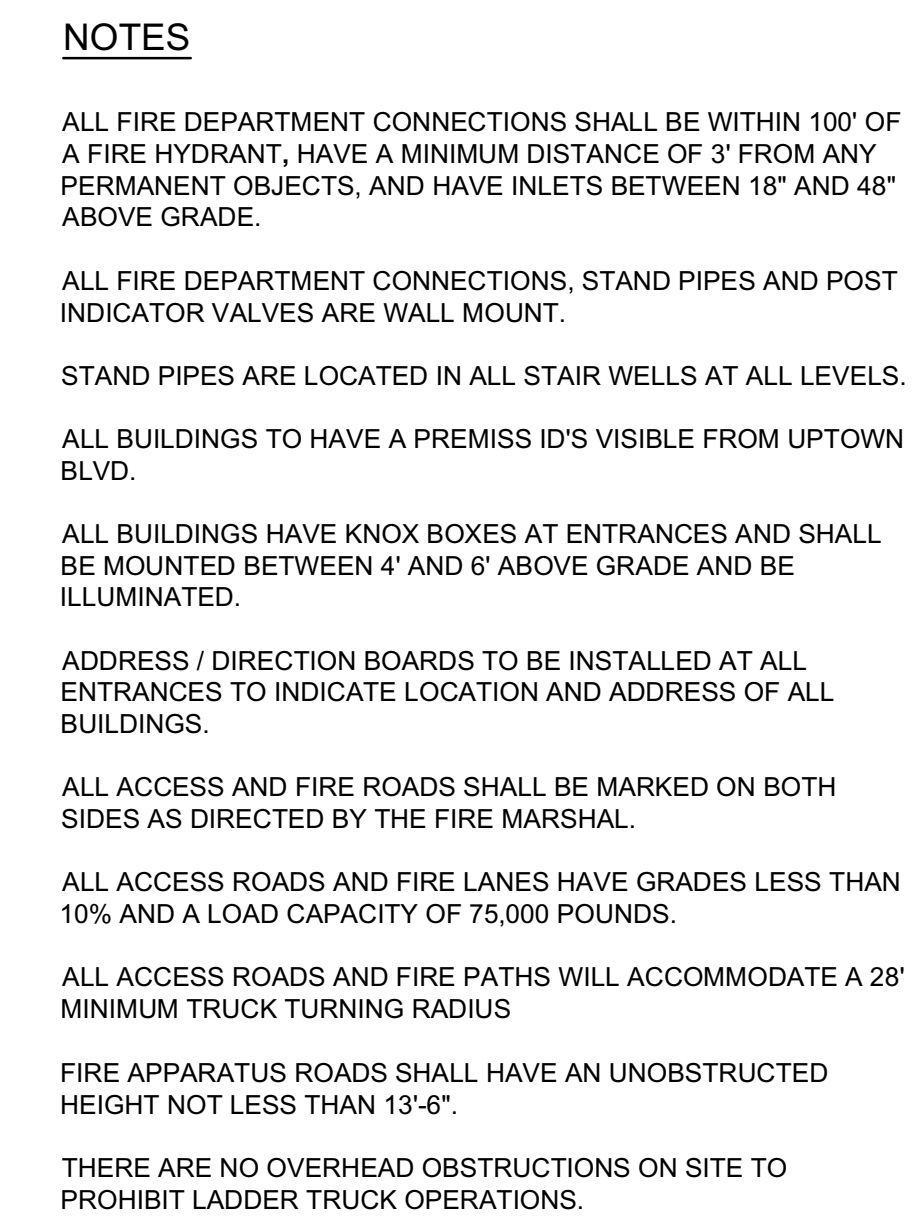 NOTES
ALL FIRE DEPARTMENT CONNECTIONS SHALL BE WITHIN 100' OF
A FIRE HYDRANT, HAVE A MINIMUM DISTANCE OF 3' FROM ANY
PERMANENT OBJECTS, AND HAVE INLETS BETWEEN 18" AND 48"
ABOVE GRADE.
ALL FIRE DEPARTMENT CONNECTIONS, STAND PIPES AND POST
INDICATOR VALVES ARE WALL MOUNT.
STAND PIPES ARE LOCATED IN ALL STAIR WELLS AT ALL LEVELS.
ALL BUILDINGS TO HAVE A PREMISS ID'S VISIBLE FROM UPTOWN
BLVD.
ALL BUILDINGS HAVE KNOX BOXES AT ENTRANCES AND SHALL
BE MOUNTED BETWEEN 4' AND 6' ABOVE GRADE AND BE
ILLUMINATED.
ADDRESS / DIRECTION BOARDS TO BE INSTALLED AT ALL
ENTRANCES TO INDICATE LOCATION AND ADDRESS OF ALL
BUILDINGS.
ALL ACCESS AND FIRE ROADS SHALL BE MARKED ON BOTH
SIDES AS DIRECTED BY THE FIRE MARSHAL.
ALL ACCESS ROADS AND FIRE LANES HAVE GRADES LESS THAN
10% AND A LOAD CAPACITY OF 75,000 POUNDS.
ALL ACCESS ROADS AND FIRE PATHS WILL ACCOMMODATE A 28'
MINIMUM TRUCK TURNING RADIUS
FIRE APPARATUS ROADS SHALL HAVE AN UNOBSTRUCTED
HEIGHT NOT LESS THAN 13'-6".
THERE ARE NO OVERHEAD OBSTRUCTIONS ON SITE TO
PROHIBIT LADDER TRUCK OPERATIONS.